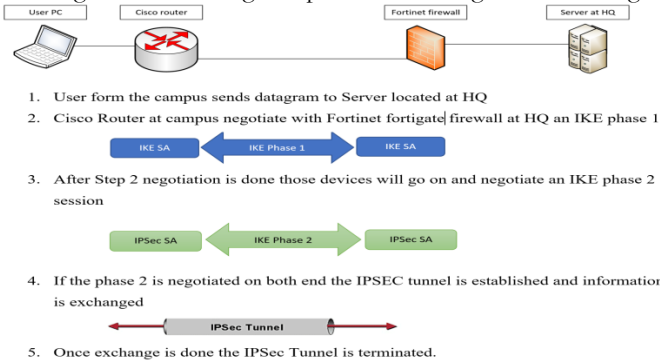 User PC
Cisco router
Fortinet firewall
Server at HQ
1. User form the campus sends datagram to Server located at HQ
2. Cisco Router at campus negotiate with Fortinet fortigate firewall at HQ an IKE phase 1
IKE SA
IKE Phase 1
IKE SA
3. After Step 2 negotiation is done those devices will go on and negotiate an IKE phase 2
session
IPSec SA
IKE Phase 2
IPSec SA
4. If the phase 2 is negotiated on both end the IPSEC tunnel is established and information
is exchanged
IPSec Tunnel
5. Once exchange is done the IPSec Tunnel is terminated.